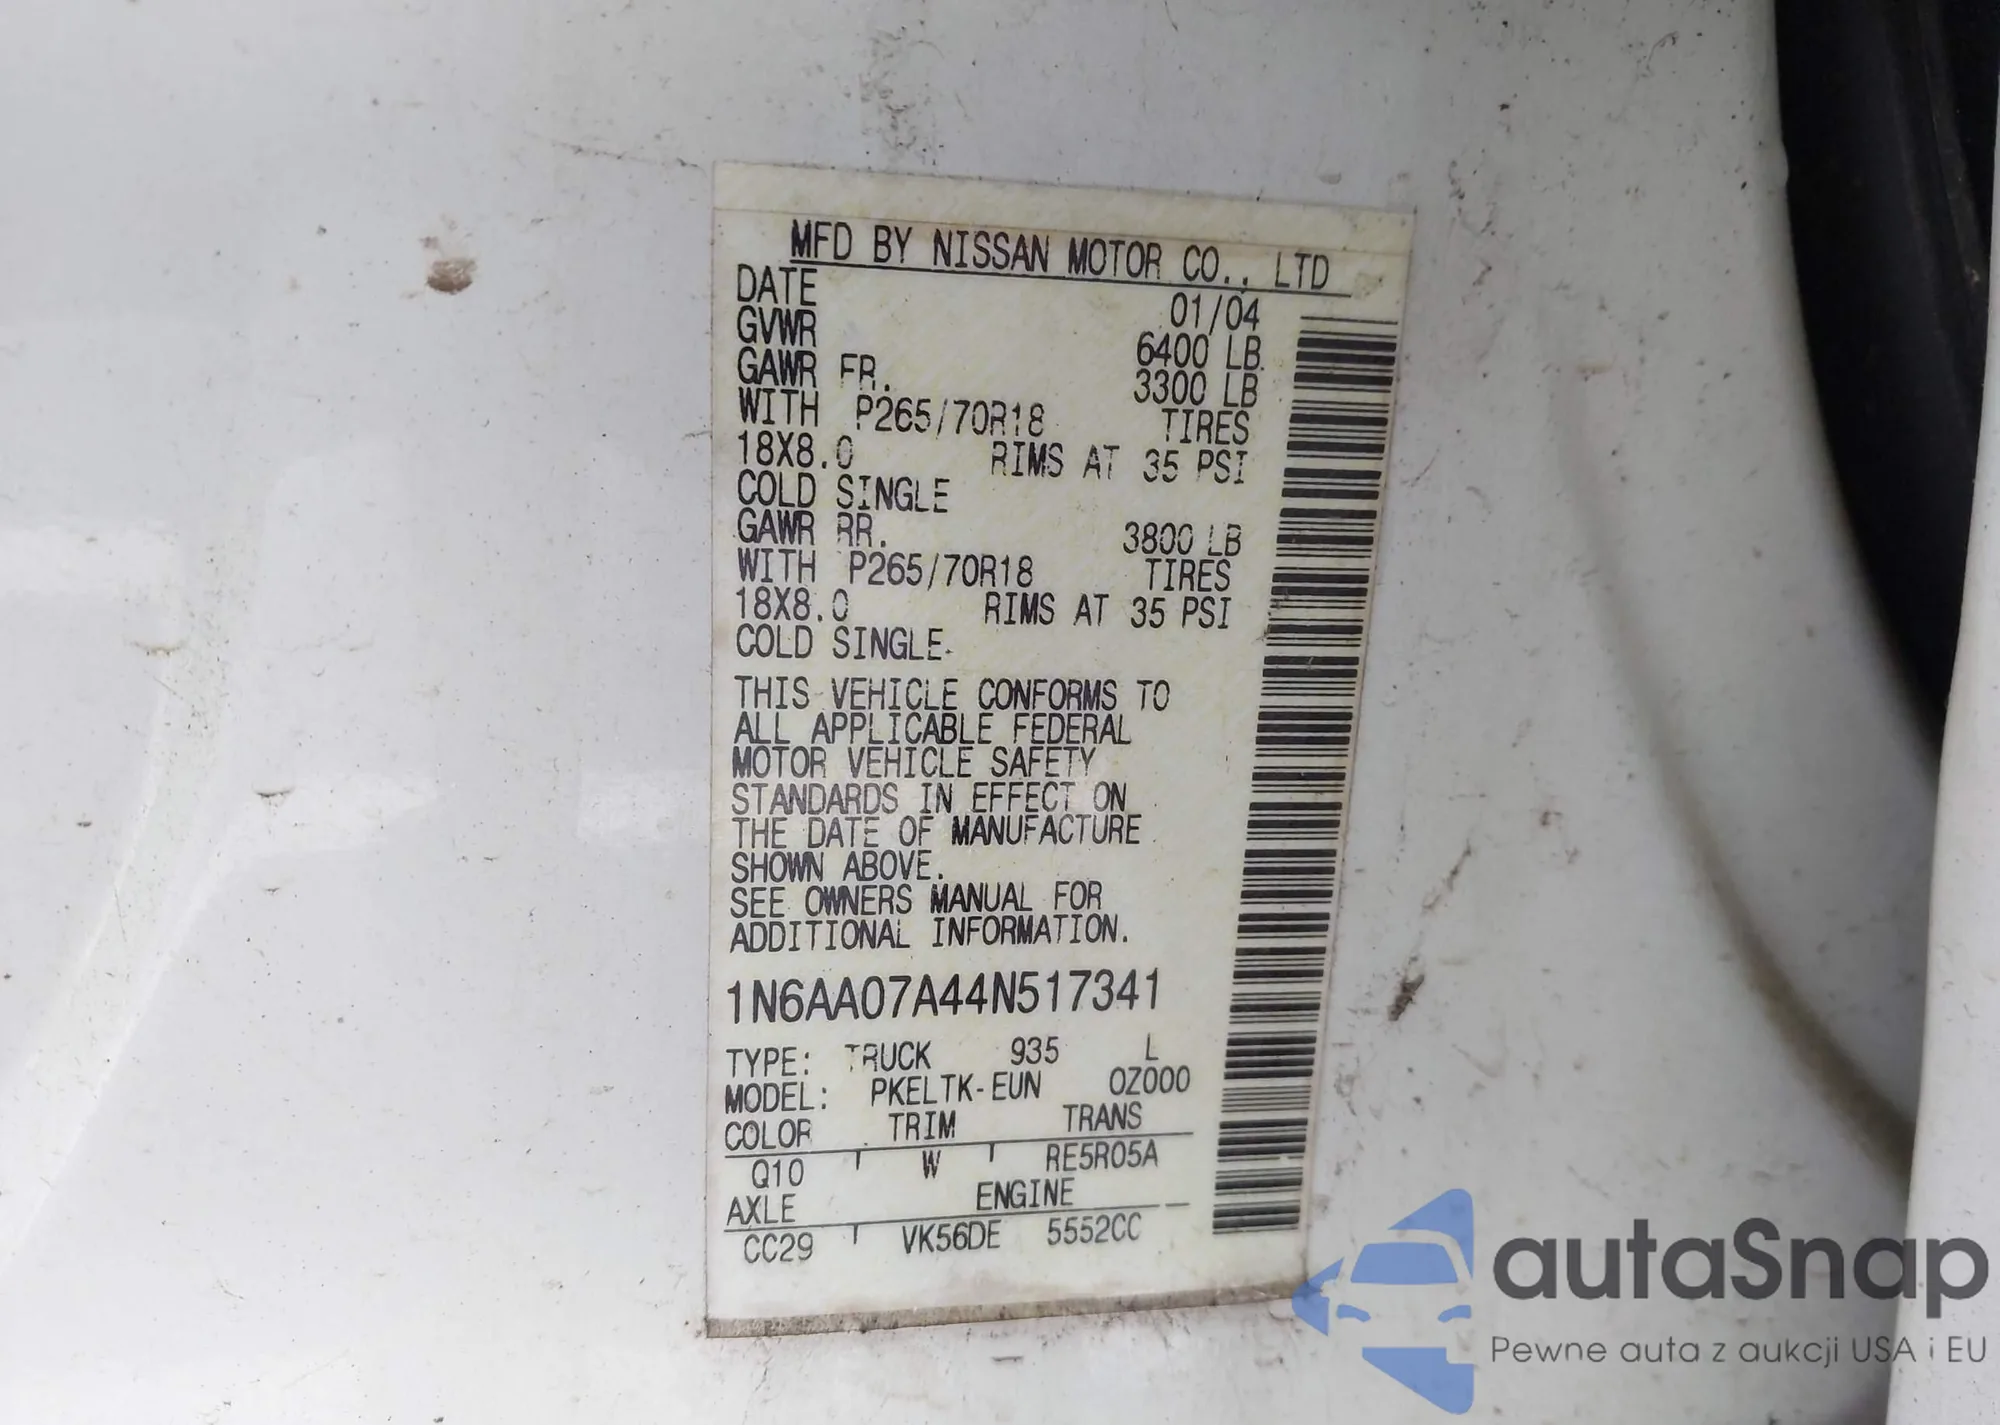 MFD BY NISSAN MOTOR CO., LTD
DATE 01/04
GVWR 6400 LB
GAWR FR. 3300 LB
WITH P265/70R18 TIRES
18X8.0 RIMS AT 35 PSI
COLD SINGLE
GAWR RR. 3800 LB
WITH P265/70R18 TIRES
18X8.0 RIMS AT 35 PSI
COLD SINGLE
THIS VEHICLE CONFORMS TO
ALL APPLICABLE FEDERAL
MOTOR VEHICLE SAFETY
STANDARDS IN EFFECT ON
THE DATE OF MANUFACTURE
SHOWN ABOVE.
SEE OWNERS MANUAL FOR
ADDITIONAL INFORMATION.
1N6AA07A44N517341
TYPE: TRUCK 935 L
MODEL: PKELTK-EUN 0Z000
COLOR TRIM TRANS
Q10 W RE5R05A
AXLE ENGINE
CC29 VK56DE 5552CC
autaSnap
Pewne auta z aukcji USA i EU